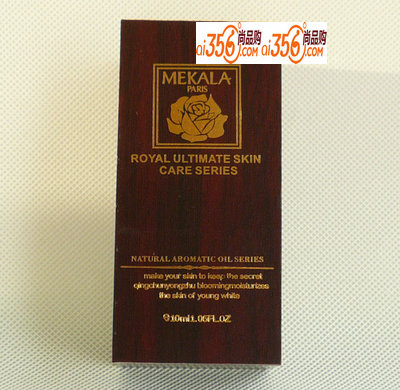 ai356尚品购 ai356尚品购
MEKALA
PARIS
ROYAL ULTIMATE SKIN
CARE SERIES
NATURAL AROMATIC OIL SERIES
make your skin to keep the secret
qingchunyongzhu bloomingmoisturizes
the skin of young white
10ml1.06FL.OZ